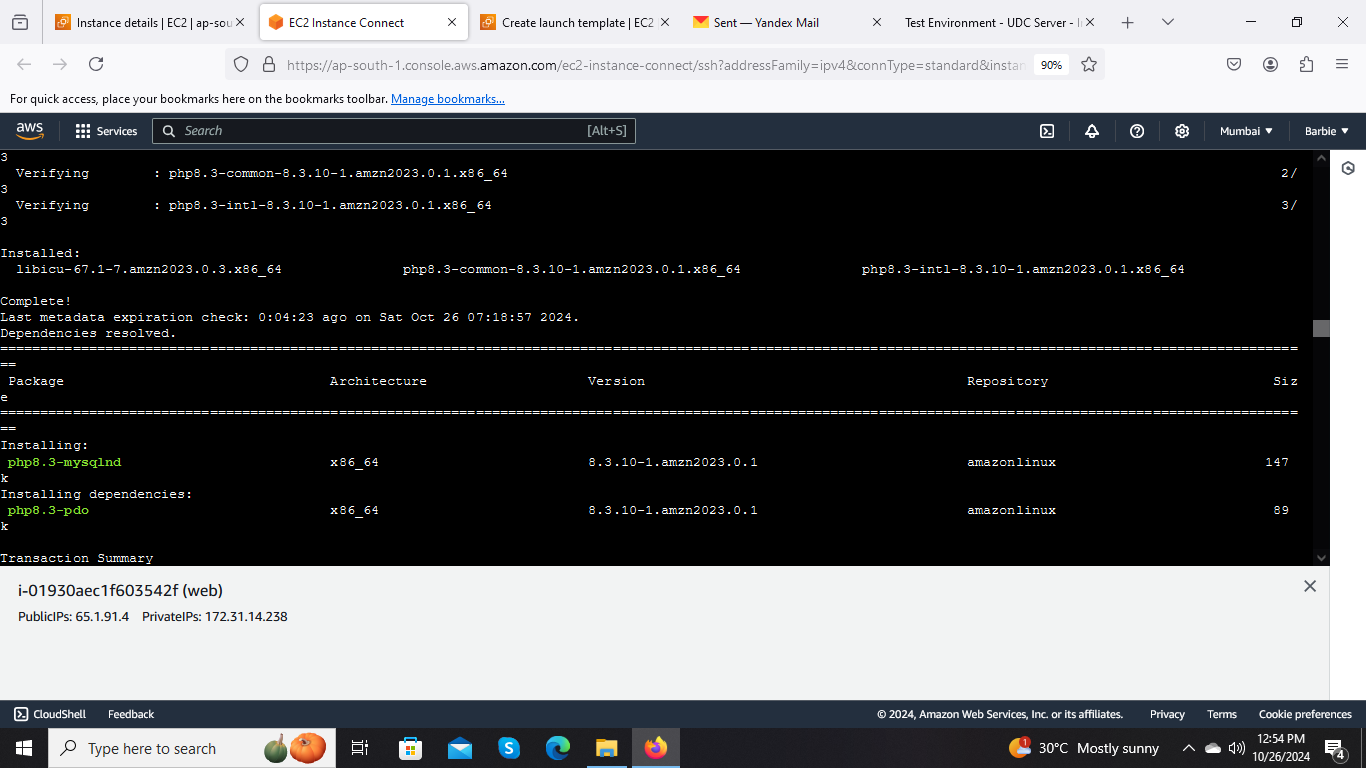 Instance details | EC2 | ap-sou
EC2 Instance Connect
Create launch template | EC2
Sent — Yandex Mail
Test Environment - UDC Server - I
https://ap-south-1.console.aws.amazon.com/ec2-instance-connect/ssh?addressFamily=ipv4&connType=standard&instan
90%
For quick access, place your bookmarks here on the bookmarks toolbar. Manage bookmarks...
aws
Services
Search
[Alt+S]
Mumbai
Barbie
3
Verifying : php8.3-common-8.3.10-1.amzn2023.0.1.x86_64 2/
3
Verifying : php8.3-intl-8.3.10-1.amzn2023.0.1.x86_64 3/
3
Installed:
libicu-67.1-7.amzn2023.0.3.x86_64 php8.3-common-8.3.10-1.amzn2023.0.1.x86_64 php8.3-intl-8.3.10-1.amzn2023.0.1.x86_64
Complete!
Last metadata expiration check: 0:04:23 ago on Sat Oct 26 07:18:57 2024.
Dependencies resolved.
Package Architecture Version Repository Siz
e
Installing:
php8.3-mysqlnd x86_64 8.3.10-1.amzn2023.0.1 amazonlinux 147
k
Installing dependencies:
php8.3-pdo x86_64 8.3.10-1.amzn2023.0.1 amazonlinux 89
k
Transaction Summary
i-01930aec1f603542f (web)
PublicIPs: 65.1.91.4 PrivateIPs: 172.31.14.238
CloudShell Feedback © 2024, Amazon Web Services, Inc. or its affiliates. Privacy Terms Cookie preferences
Type here to search
1
30°C Mostly sunny
12:54 PM
10/26/2024
4